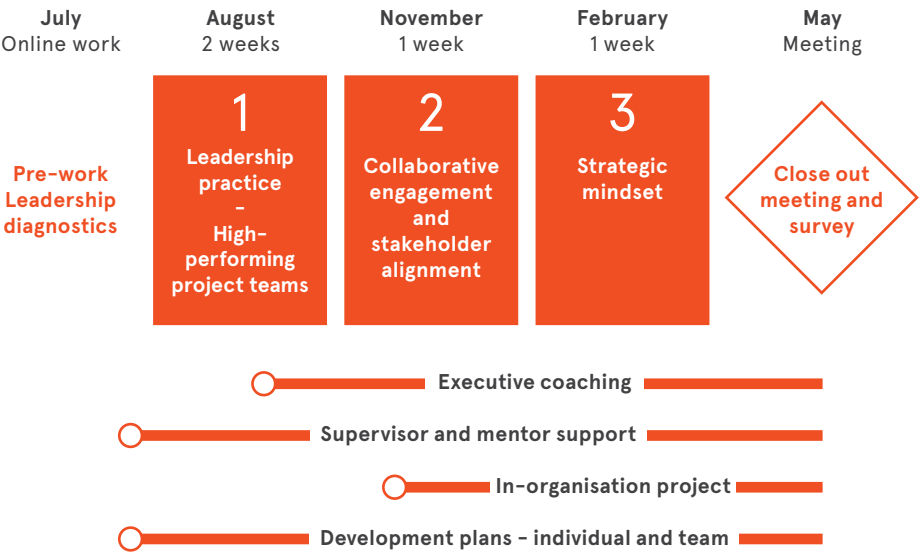 July
Online work
August
2 weeks
November
1 week
February
1 week
May
Meeting
Pre-work
Leadership
diagnostics
1
Leadership
practice
–
High-
performing
project teams
2
Collaborative
engagement
and
stakeholder
alignment
3
Strategic
mindset
Close out
meeting and
survey
Executive coaching
Supervisor and mentor support
In-organisation project
Development plans – individual and team